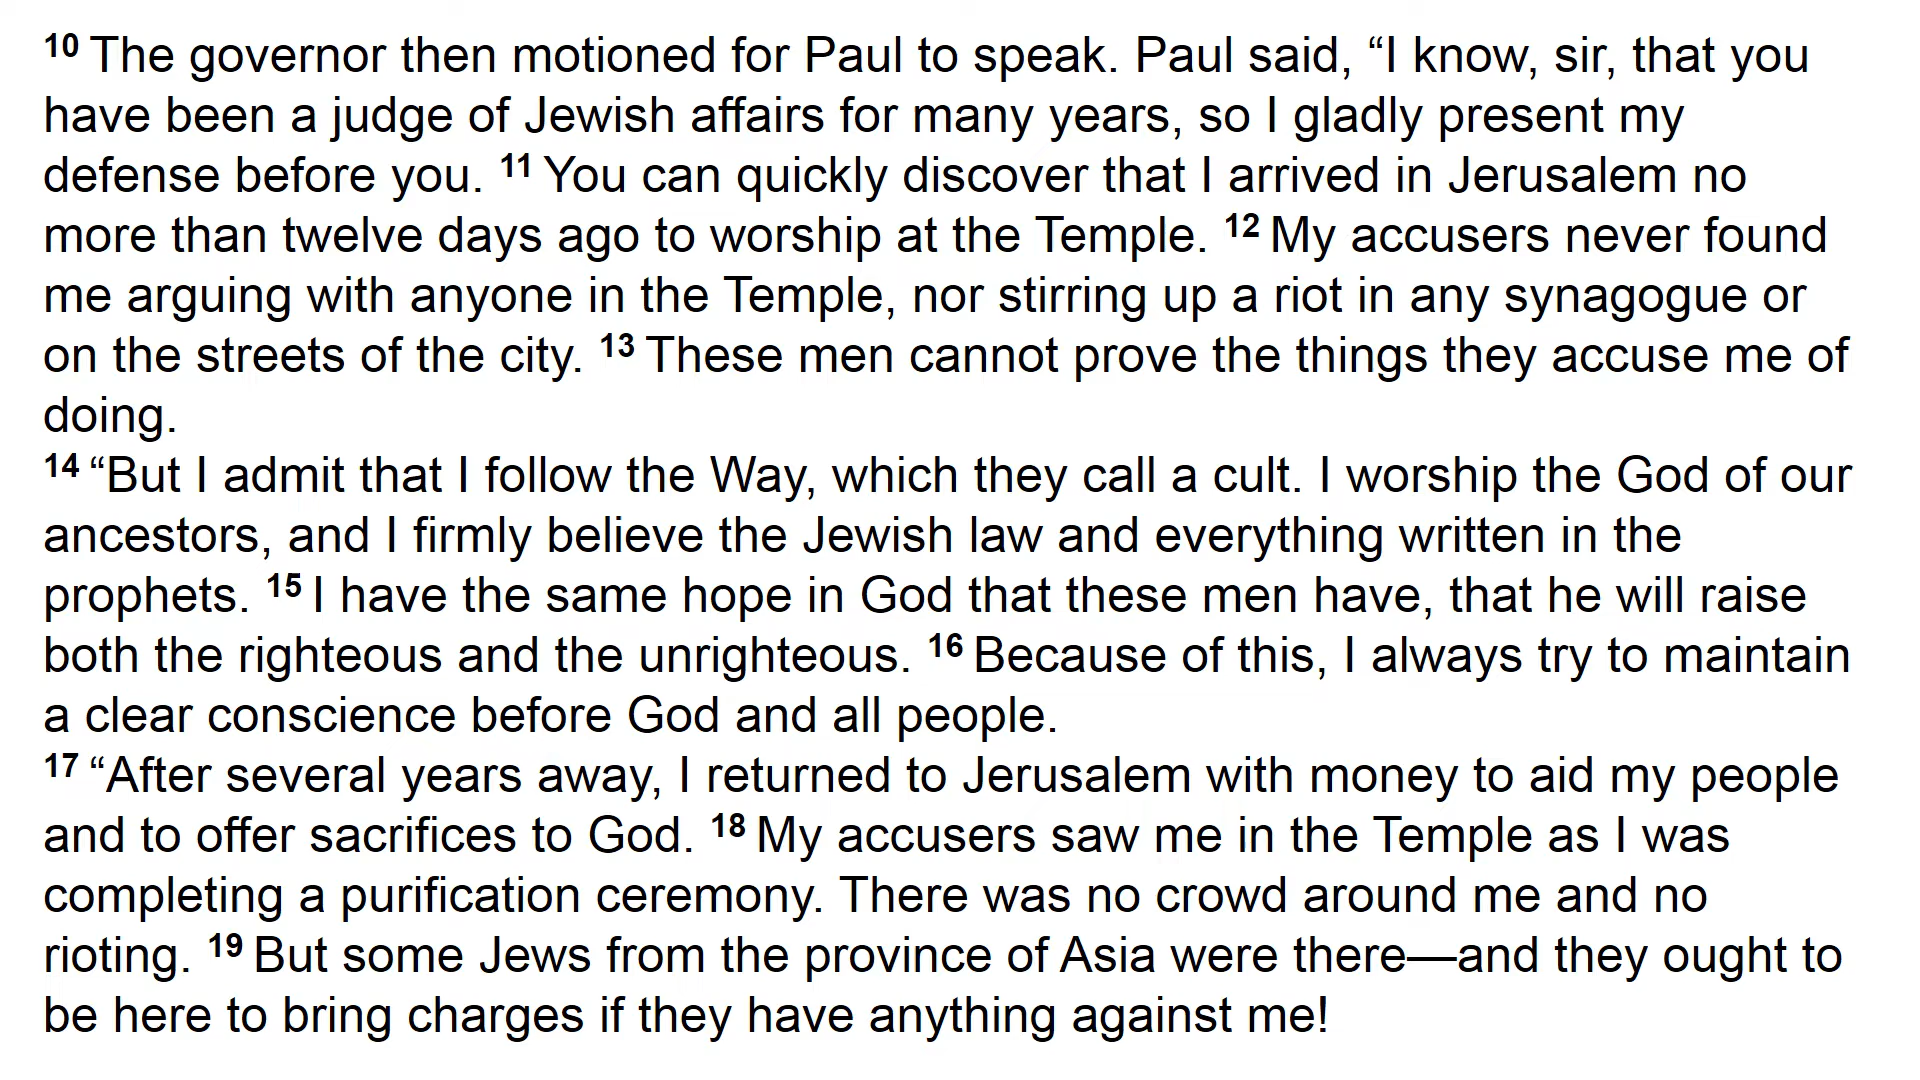 10 The governor then motioned for Paul to speak. Paul said, “I know, sir, that you
have been a judge of Jewish affairs for many years, so I gladly present my
defense before you. 11 You can quickly discover that I arrived in Jerusalem no
more than twelve days ago to worship at the Temple. 12 My accusers never found
me arguing with anyone in the Temple, nor stirring up a riot in any synagogue or
on the streets of the city. 13 These men cannot prove the things they accuse me of
doing.
14 “But I admit that I follow the Way, which they call a cult. I worship the God of our
ancestors, and I firmly believe the Jewish law and everything written in the
prophets. 15 I have the same hope in God that these men have, that he will raise
both the righteous and the unrighteous. 16 Because of this, I always try to maintain
a clear conscience before God and all people.
17 “After several years away, I returned to Jerusalem with money to aid my people
and to offer sacrifices to God. 18 My accusers saw me in the Temple as I was
completing a purification ceremony. There was no crowd around me and no
rioting. 19 But some Jews from the province of Asia were there—and they ought to
be here to bring charges if they have anything against me!